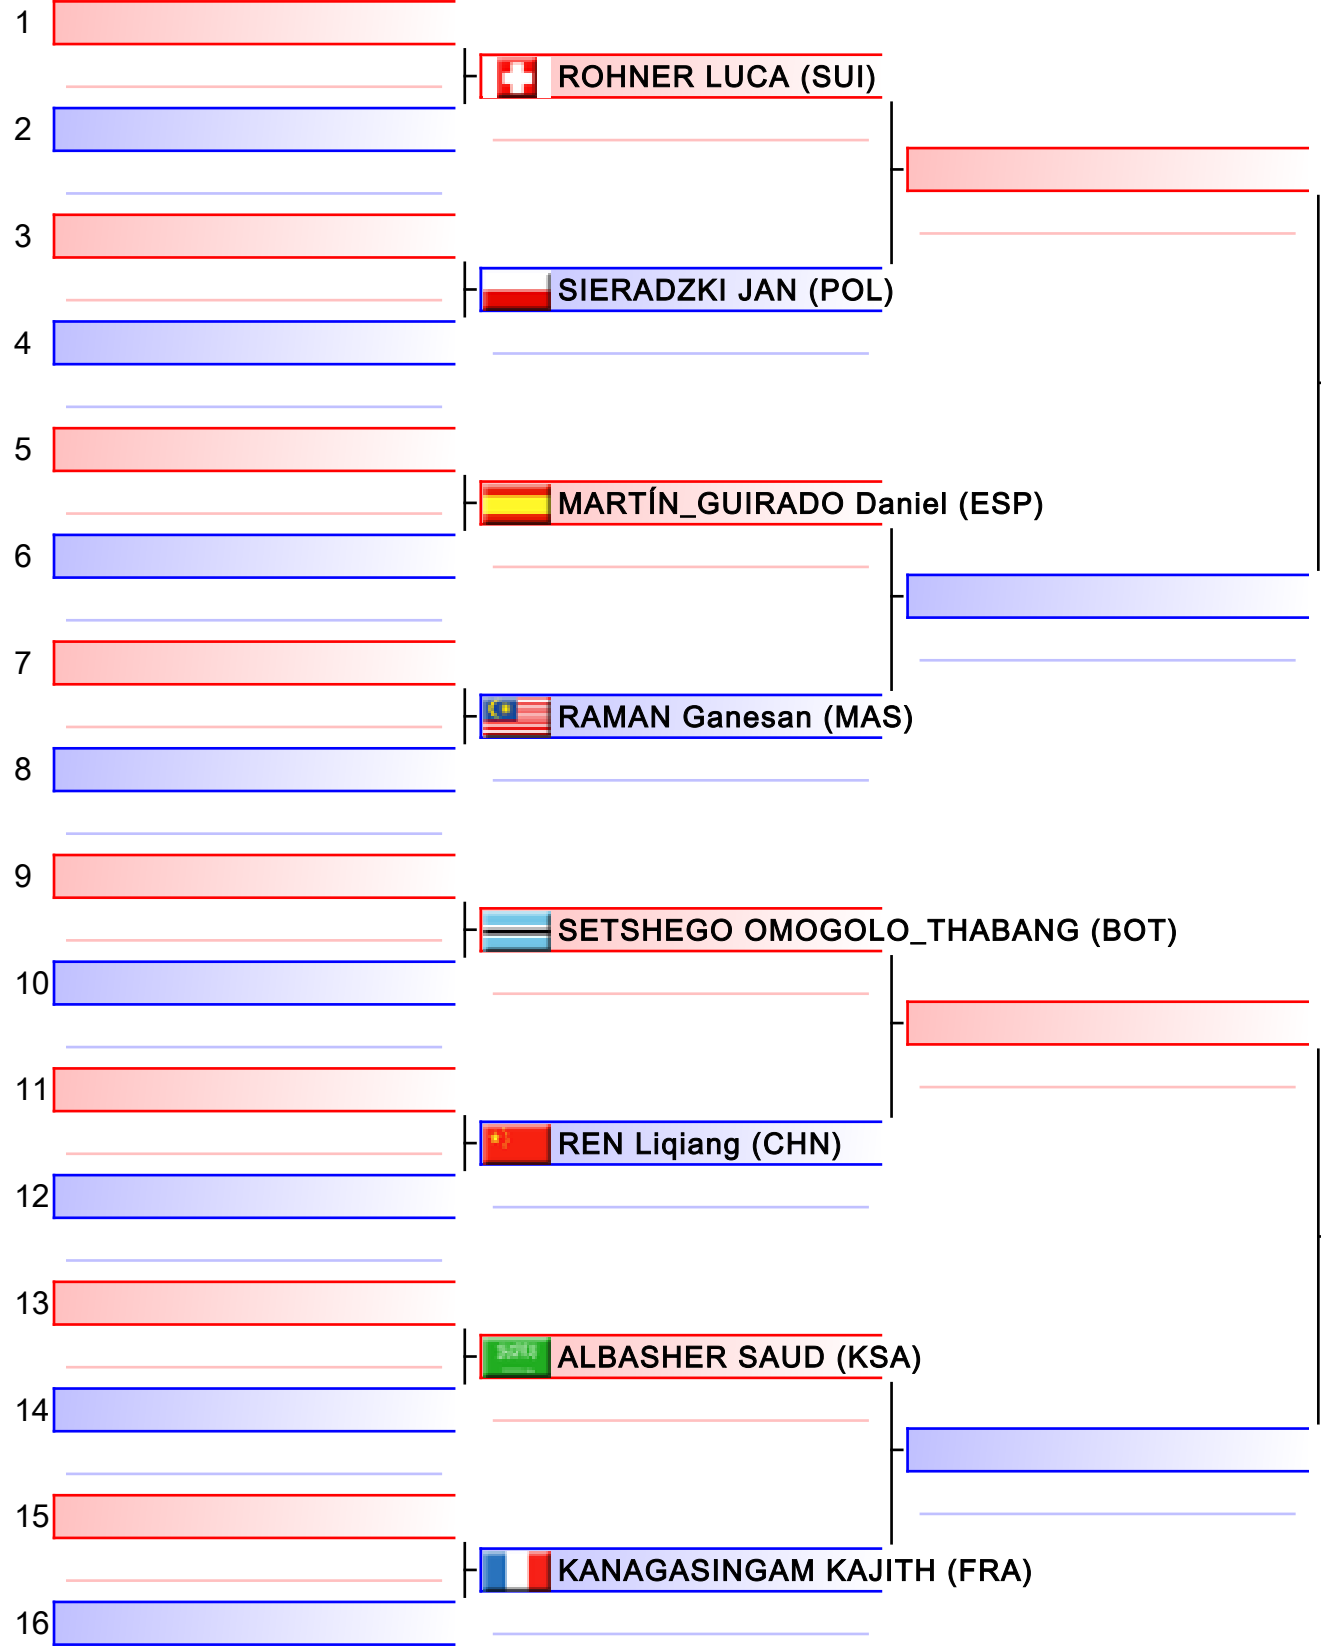 1
ROHNER LUCA (SUI)
2
3
SIERADZKI JAN (POL)
4
5
MARTÍN_GUIRADO Daniel (ESP)
6
7
RAMAN Ganesan (MAS)
8
9
SETSHEGO OMOGOLO_THABANG (BOT)
10
11
REN Liqiang (CHN)
12
13
ALBASHER SAUD (KSA)
14
15
KANAGASINGAM KAJITH (FRA)
16